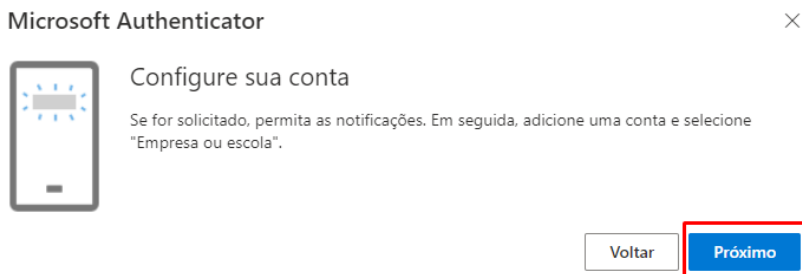 Microsoft Authenticator
Configure sua conta
Se for solicitado, permita as notificações. Em seguida, adicione uma conta e selecione
"Empresa ou escola".
Voltar
Próximo